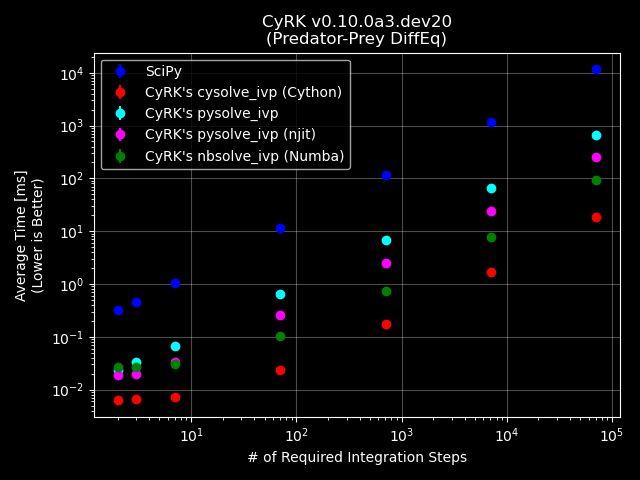 CyRK v0.10.0a3.dev20
(Predator-Prey DiffEq)
SciPy
CyRK's cysolve_ivp (Cython)
CyRK's pysolve_ivp
CyRK's pysolve_ivp (njit)
CyRK's nbsolve_ivp (Numba)
Average Time [ms]
(Lower is Better)
10⁴
10³
10²
10¹
10⁰
10⁻¹
10⁻²
10¹ 10² 10³ 10⁴ 10⁵
# of Required Integration Steps